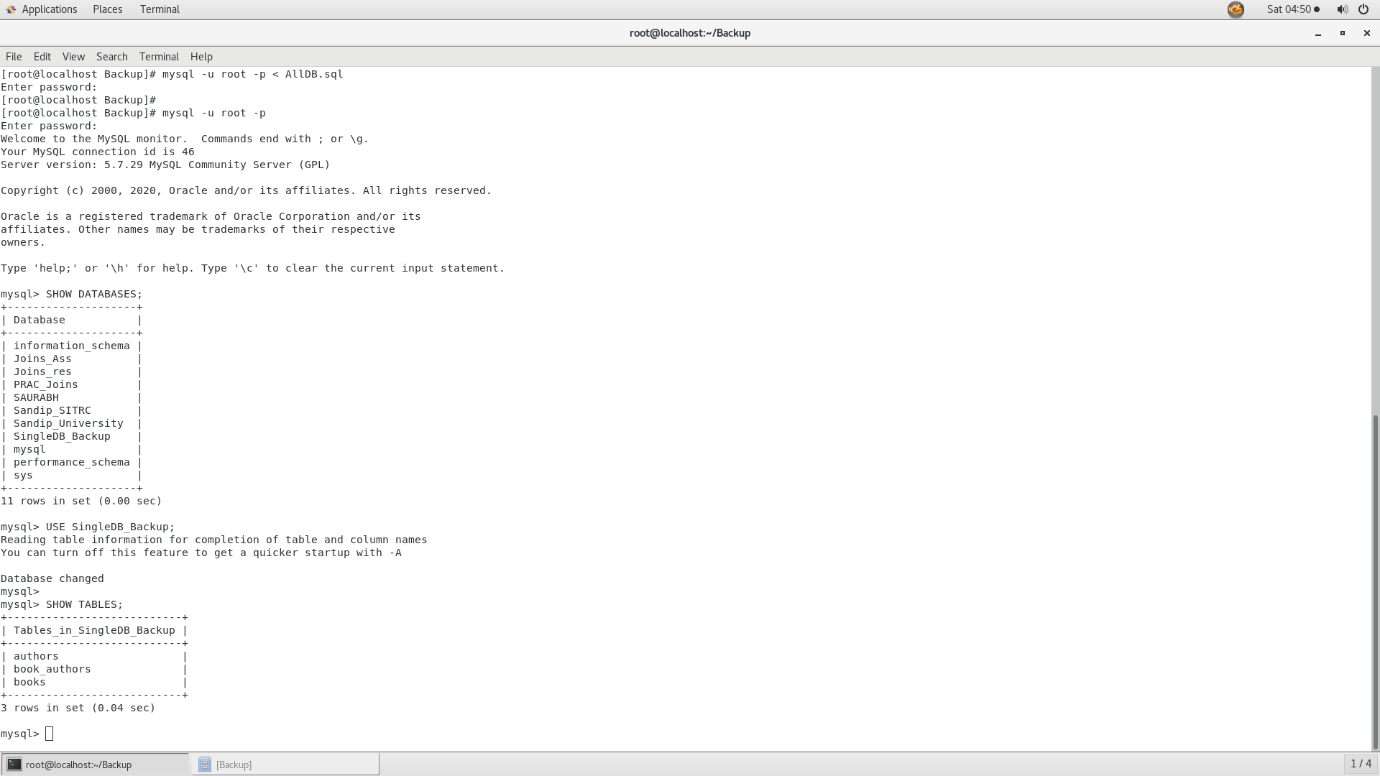 Applications Places Terminal Sat 04:50
root@localhost:~/Backup
File Edit View Search Terminal Help
[root@localhost Backup]# mysql -u root -p < AllDB.sql
Enter password:
[root@localhost Backup]#
[root@localhost Backup]# mysql -u root -p
Enter password:
Welcome to the MySQL monitor.  Commands end with ; or \g.
Your MySQL connection id is 46
Server version: 5.7.29 MySQL Community Server (GPL)

Copyright (c) 2000, 2020, Oracle and/or its affiliates. All rights reserved.

Oracle is a registered trademark of Oracle Corporation and/or its
affiliates. Other names may be trademarks of their respective
owners.

Type 'help;' or '\h' for help. Type '\c' to clear the current input statement.

mysql> SHOW DATABASES;
+--------------------+
| Database           |
+--------------------+
| information_schema |
| Joins_Ass          |
| Joins_res          |
| PRAC_Joins         |
| SAURABH            |
| Sandip_SITRC       |
| Sandip_University  |
| SingleDB_Backup    |
| mysql              |
| performance_schema |
| sys                |
+--------------------+
11 rows in set (0.00 sec)

mysql> USE SingleDB_Backup;
Reading table information for completion of table and column names
You can turn off this feature to get a quicker startup with -A

Database changed
mysql>
mysql> SHOW TABLES;
+---------------------------+
| Tables_in_SingleDB_Backup |
+---------------------------+
| authors                   |
| book_authors              |
| books                     |
+---------------------------+
3 rows in set (0.04 sec)

mysql>
root@localhost:~/Backup [Backup] 1 / 4